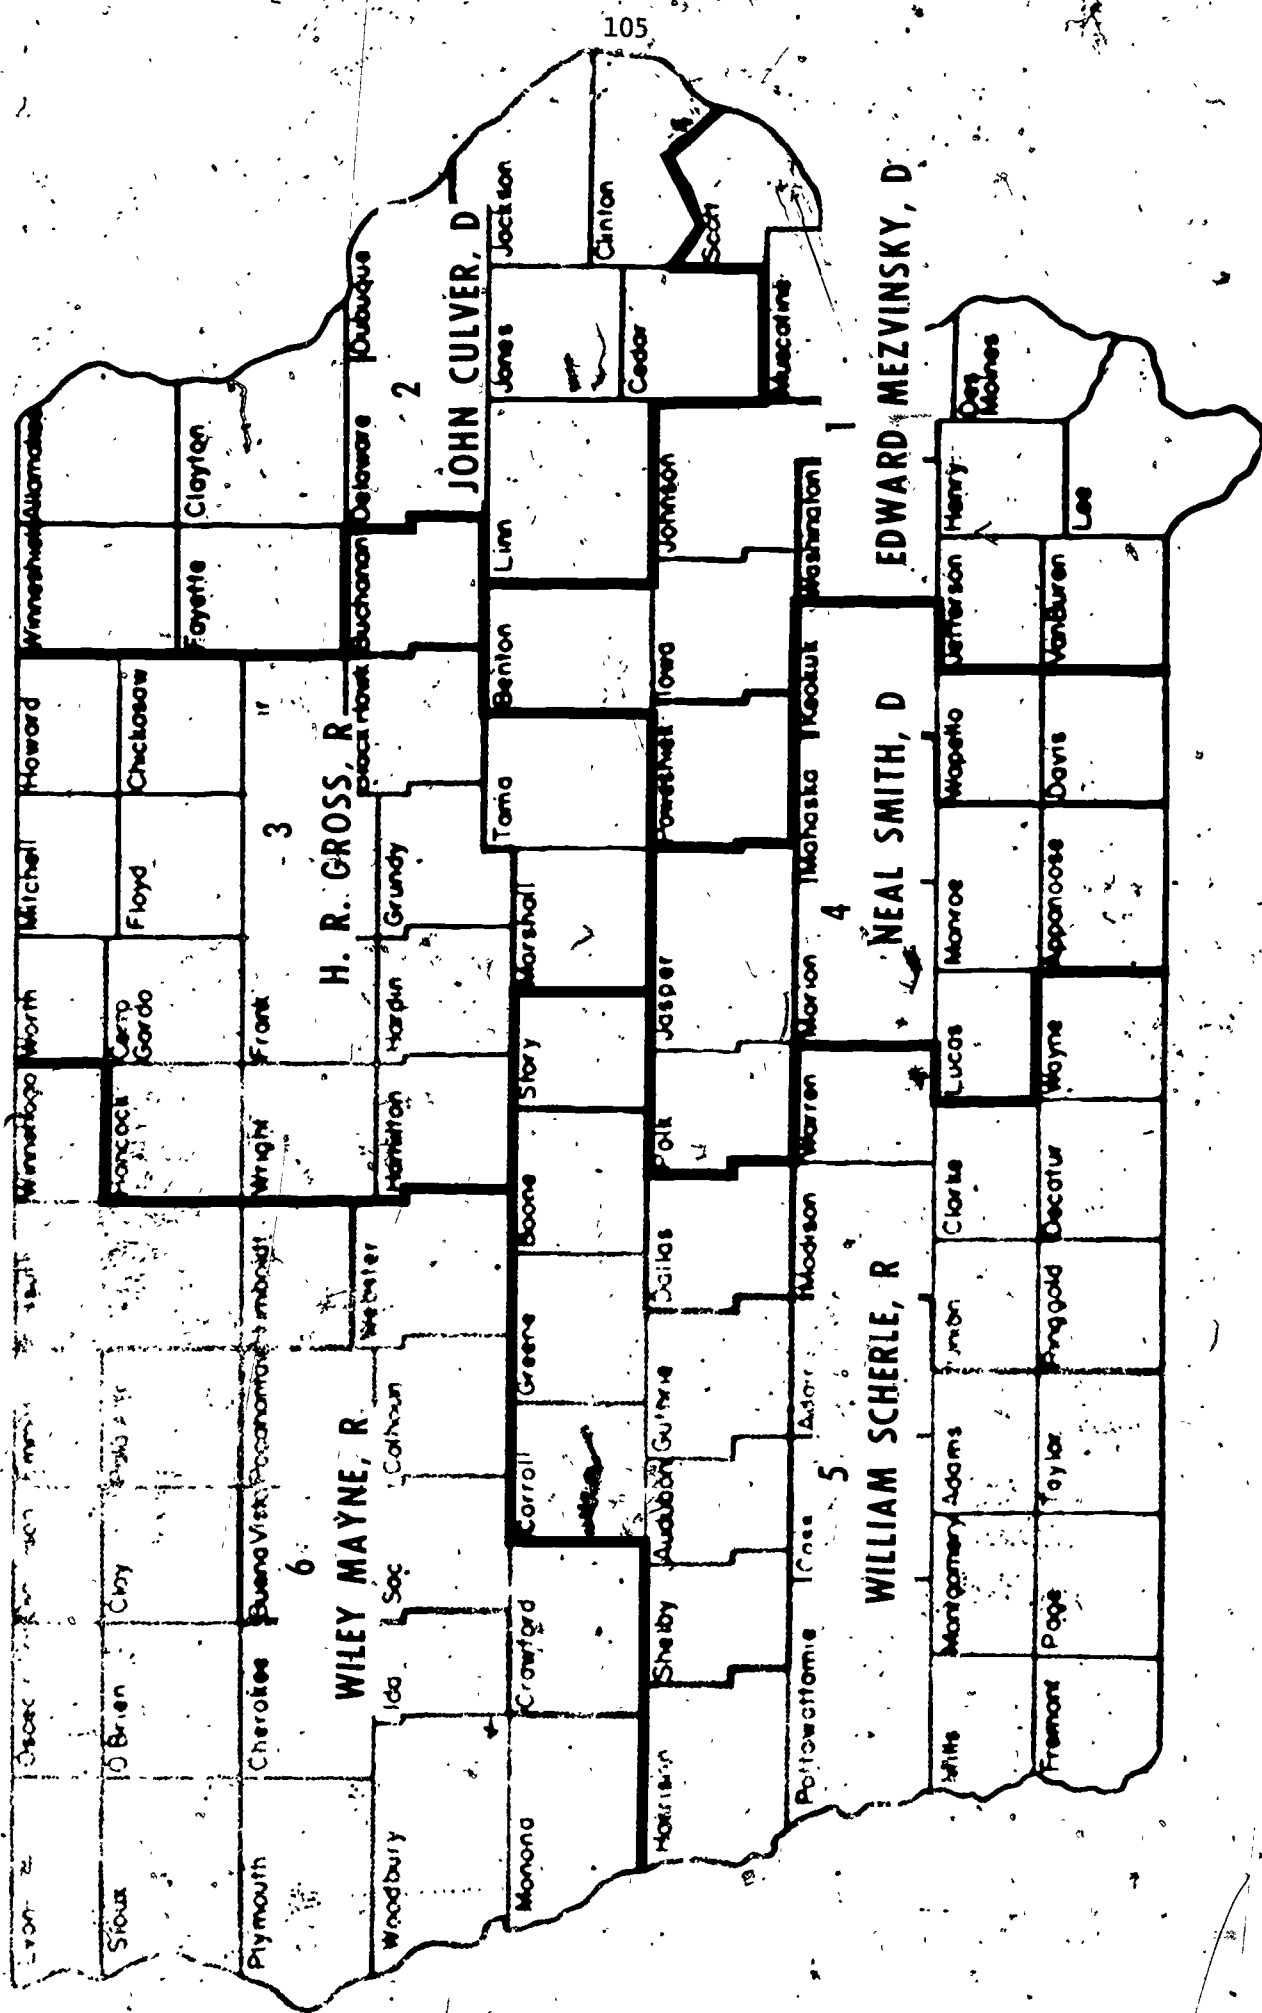 105
Winnebago
Worth
Mitchell
Howard
Winneshiek
Allamakee
Sioux
O Brien
Clay
Hancock
Cerro
Gordo
Floyd
Chickasaw
Fayette
Clayton
Plymouth
Cherokee
Buena Vista
Pocahontas
Wright
Frank
Woodbury
Ida
Sac
Calhoun
Webster
Hamilton
Hardin
Grundy
Black Hawk
Buchanan
Delaware
Dubuque
6
WILEY MAYNE, R
3
H. R. GROSS, R
2
JOHN CULVER, D
Monona
Crawford
Carroll
Greene
Boone
Story
Marshall
Tama
Benton
Linn
Jones
Jackson
Clinton
Cedar
Harrison
Shelby
Audubon
Guthrie
Dallas
Polk
Jasper
Poweshiek
Iowa
Johnson
Scott
Muscatine
Pottowattamie
Cass
Adair
Madison
Warren
Marion
Mahaska
Keokuk
Washington
5
WILLIAM SCHERLE, R
4
NEAL SMITH, D
1
EDWARD MEZVINSKY, D
Mills
Montgomery
Adams
Union
Clarke
Lucas
Monroe
Wapello
Jefferson
Henry
Des
Moines
Fremont
Page
Taylor
Ringgold
Decatur
Wayne
Appanoose
Davis
VanBuren
Lee